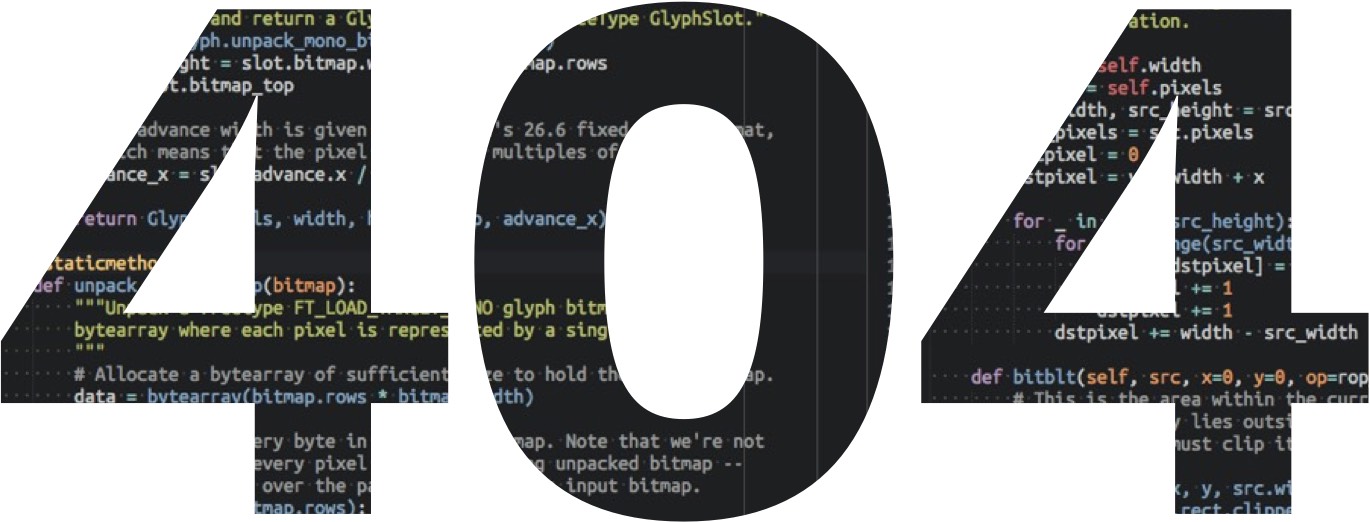 404
and return a Gly eType GlyphSlot." ation.
ph.unpack_mono_bi )
ght = slot.bitmap. map.rows self.width
t.bitmap_top = self.pixels
idth, src_height = src
advance width is given 's 26.6 fixed mat, pixels = s .pixels
ch means t t the pixel multiples of tpixel = 0
ance_x = sl advance.x / stpixel = width + x
return Glyp ls, width, , advance_x) for _ in src_height):
for nge(src_widt
staticmetho dstpixel] =
def unpack o(bitmap): += 1
"""Un type FT_LOAD_ NO glyph bitm dstpixel += 1
bytearray where each pixel is repres ted by a sing dstpixel += width - src_width
"""
# Allocate a bytearray of sufficient ze to hold th ap. def bitblt(self, src, x=0, y=0, op=rop
data = bytearray(bitmap.rows * bitma dth) # This is the area within the curr
y lies outsi
ery byte in map. Note that we're not must clip it
every pixel g unpacked bitmap --
over the pa input bitmap. x, y, src.wi
tmap.rows): rect.clippe